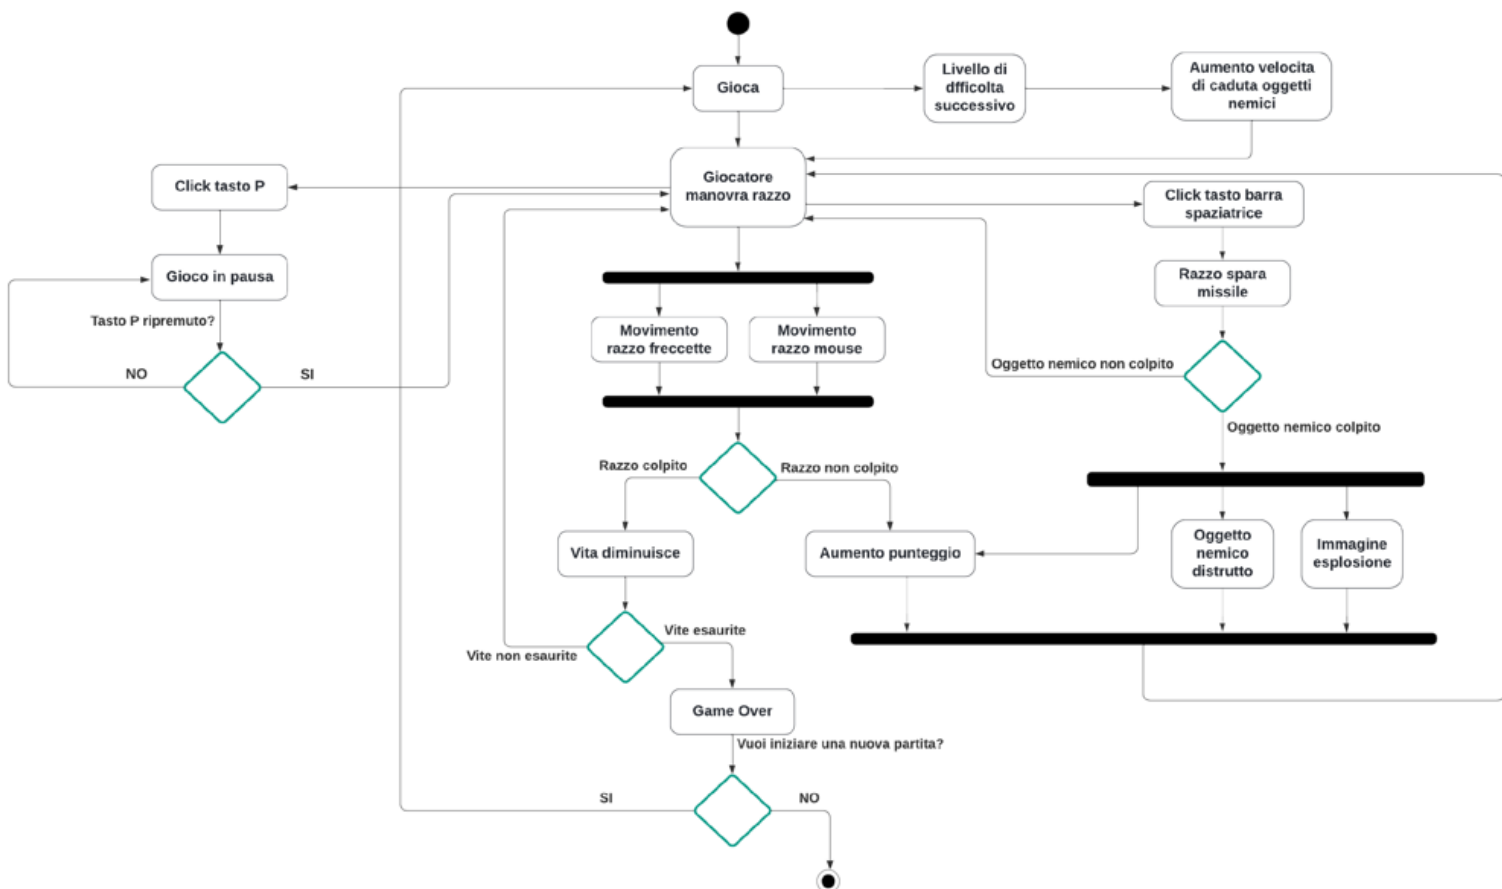 Gioca
Livello di
dfficolta
successivo
Aumento velocita
di caduta oggetti
nemici
Click tasto P
Giocatore
manovra razzo
Click tasto barra
spaziatrice
Gioco in pausa
Razzo spara
missile
Tasto P ripremuto?
Movimento
razzo freccette
Movimento
razzo mouse
NO
SI
Oggetto nemico non colpito
Oggetto nemico colpito
Razzo colpito
Razzo non colpito
Vita diminuisce
Aumento punteggio
Oggetto
nemico
distrutto
Immagine
esplosione
Vite esaurite
Vite non esaurite
Game Over
Vuoi iniziare una nuova partita?
SI
NO